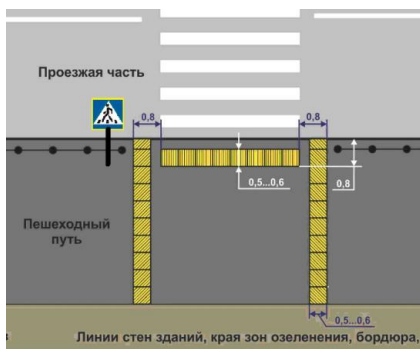 Проезжая часть
0,8
0,8
0,5...0,6
0,8
Пешеходный
путь
0,5...0,6
Линии стен зданий, края зон озеленения, бордюра.